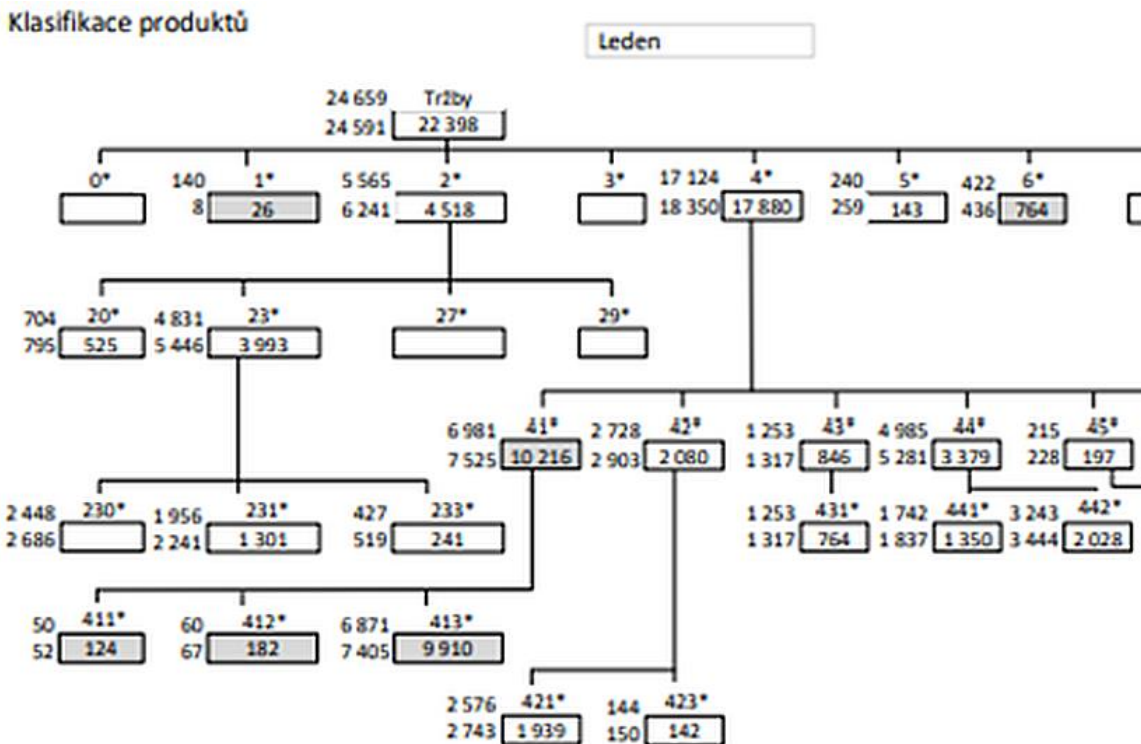 Klasifikace produktů
Leden
24 659 Tržby
24 591 22 398
0* 140 1* 5 565 2* 3* 17 124 4* 240 5* 422 6*
8 26 6 241 4 518 18 350 17 880 259 143 436 764
704 20* 4 831 23* 27* 29*
795 525 5 446 3 993
6 981 41* 2 728 42* 1 253 43* 4 985 44* 215 45*
7 525 10 216 2 903 2 080 1 317 846 5 281 3 379 228 197
2 448 230* 1 956 231* 427 233* 1 253 431* 1 742 441* 3 243 442*
2 686 2 241 1 301 519 241 1 317 764 1 837 1 350 3 444 2 028
50 411* 60 412* 6 871 413*
52 124 67 182 7 405 9 910
2 576 421* 144 423*
2 743 1 939 150 142